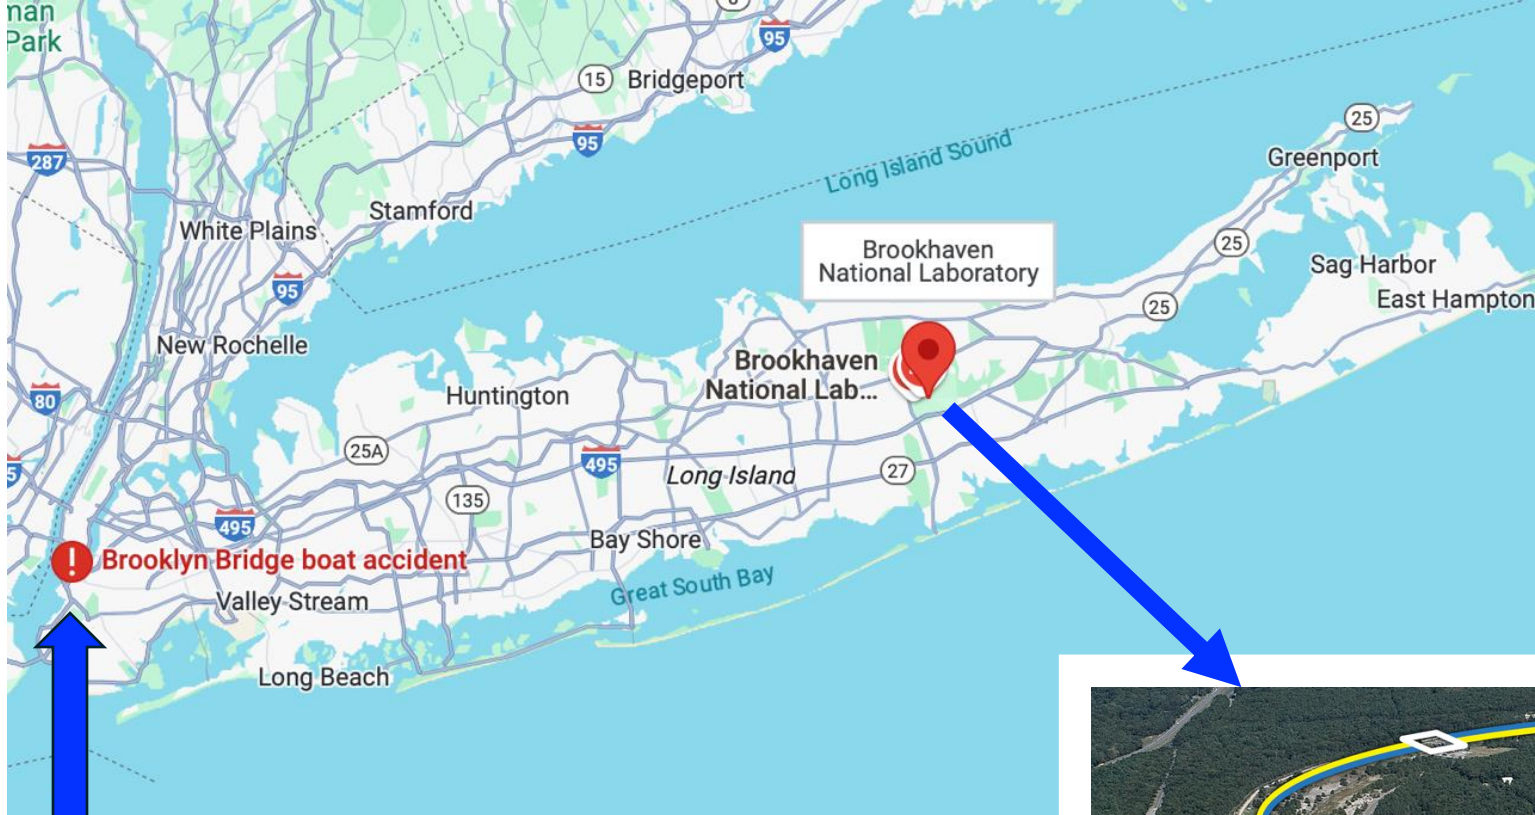 man
Park
95
15
Bridgeport
95
25
Greenport
Long Island Sound
287
Stamford
White Plains
Brookhaven
National Laboratory
25
Sag Harbor
95
25
East Hampton
New Rochelle
Brookhaven
National Lab...
Huntington
80
25A
495
Long Island
27
5
135
495
Bay Shore
Brooklyn Bridge boat accident
Great South Bay
Valley Stream
Long Beach